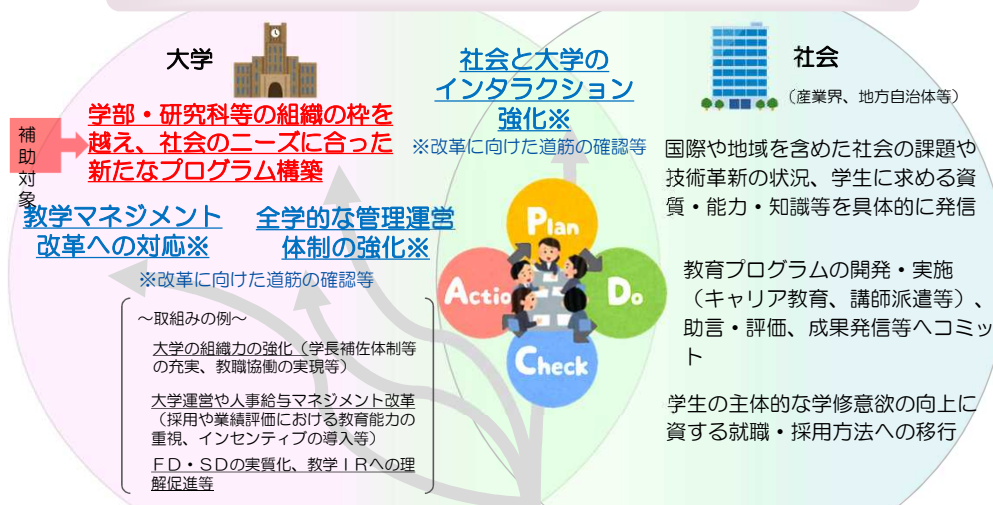 大学
学部・研究科等の組織の枠を
越え、社会のニーズに合った
新たなプログラム構築
補助対象
教学マネジメント
改革への対応※
全学的な管理運営
体制の強化※
※改革に向けた道筋の確認等
～取組みの例～
大学の組織力の強化（学長補佐体制等
の充実、教職協働の実現等）
大学運営や人事給与マネジメント改革
（採用や業績評価における教育能力の
重視、インセンティブの導入等）
ＦＤ・ＳＤの実質化、教学ＩＲへの理
解促進等
社会と大学の
インタラクション
強化※
※改革に向けた道筋の確認等
Plan
Actio
Do
Check
社会
（産業界、地方自治体等）
国際や地域を含めた社会の課題や
技術革新の状況、学生に求める資
質・能力・知識等を具体的に発信
教育プログラムの開発・実施
（キャリア教育、講師派遣等）、
助言・評価、成果発信等へコミッ
ト
学生の主体的な学修意欲の向上に
資する就職・採用方法への移行